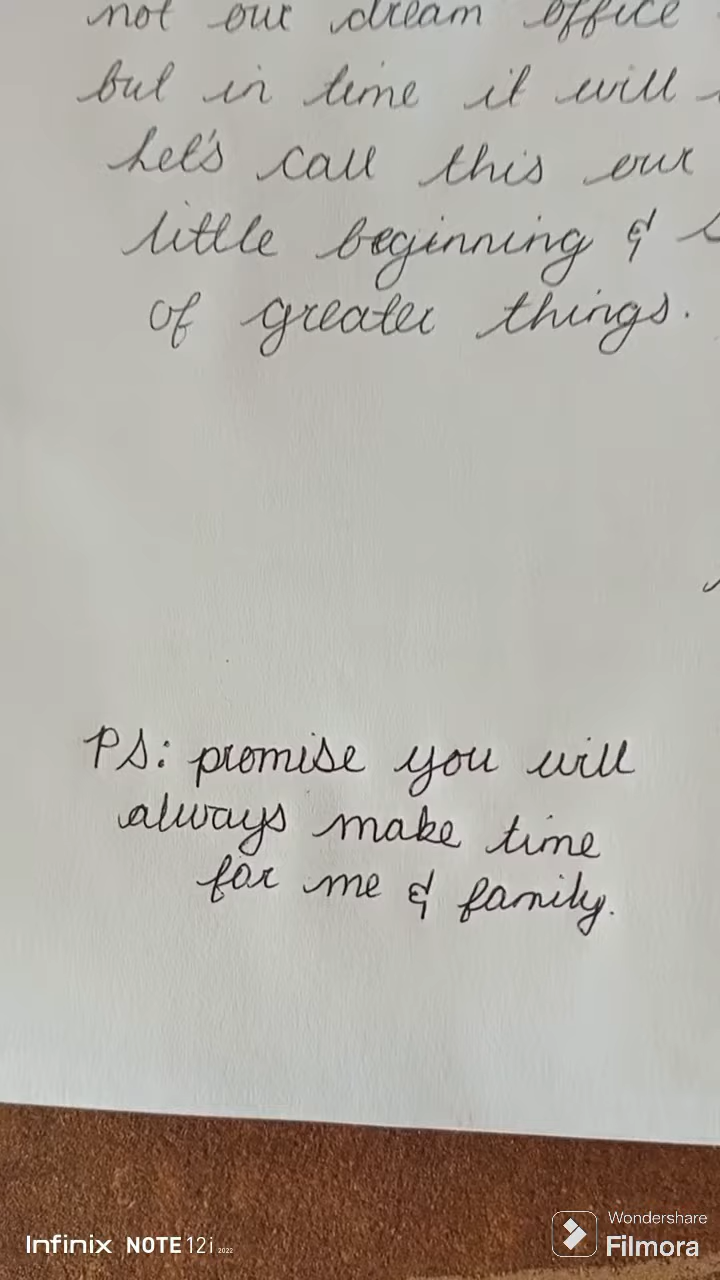 not our dream office
but in time it will
Let's call this our
little beginning &
of greater things.
PS: promise you will
always make time
for me & family.
Infinix NOTE 12i 2022
Wondershare
Filmora